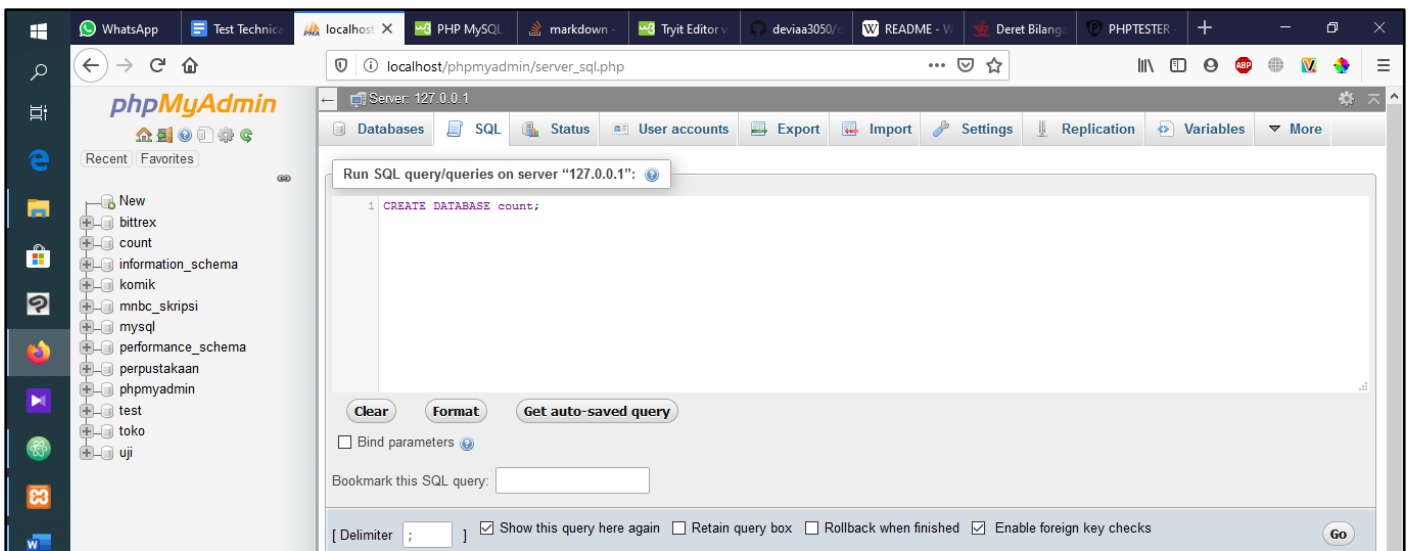 WhatsApp Test Technica localhost PHP MySQL markdown - Tryit Editor v deviaa3050/c README - W Deret Bilanga PHPTESTER -
localhost/phpmyadmin/server_sql.php
ABP
phpMyAdmin
Recent Favorites
New
bittrex
count
information_schema
komik
mnbc_skripsi
mysql
performance_schema
perpustakaan
phpmyadmin
test
toko
uji
Server: 127.0.0.1
Databases SQL Status User accounts Export Import Settings Replication Variables More
Run SQL query/queries on server “127.0.0.1”:
1 CREATE DATABASE count;
Clear Format Get auto-saved query
Bind parameters
Bookmark this SQL query:
[ Delimiter ; ] Show this query here again Retain query box Rollback when finished Enable foreign key checks Go